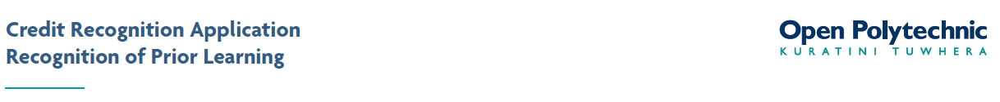 Credit Recognition Application
Recognition of Prior Learning
Open Polytechnic
KURATINI TUWHERA